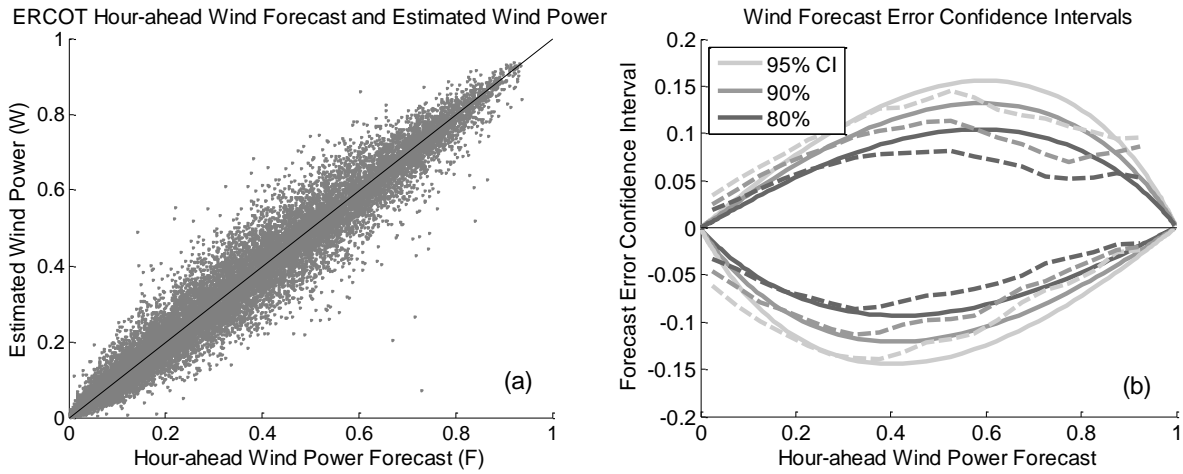 ERCOT Hour-ahead Wind Forecast and Estimated Wind Power
Estimated Wind Power (W)
1
0.8
0.6
0.4
0.2
0
0 0.2 0.4 0.6 0.8 1
(a)
Hour-ahead Wind Power Forecast (F)
Wind Forecast Error Confidence Intervals
Forecast Error Confidence Interval
0.2
0.15
0.1
0.05
0
-0.05
-0.1
-0.15
-0.2
95% CI
90%
80%
(b)
0 0.2 0.4 0.6 0.8 1
Hour-ahead Wind Power Forecast